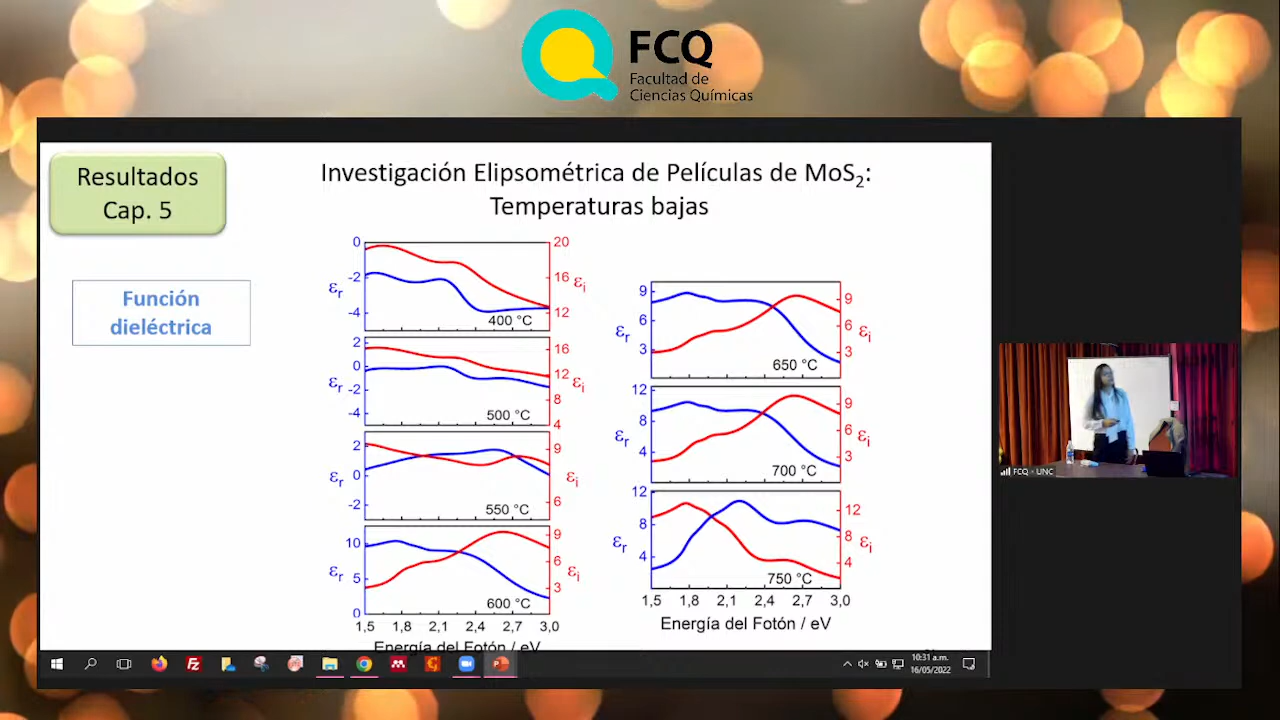 FCQ
Facultad de
Ciencias Químicas
Resultados
Cap. 5
Investigación Elipsométrica de Películas de MoS₂:
Temperaturas bajas
Función
dieléctrica
0
-2
-4
εr
20
16
12
εi
400 °C
2
0
-2
-4
εr
16
12
8
4
εi
500 °C
2
0
-2
εr
9
6
εi
550 °C
10
5
0
εr
9
6
3
εi
600 °C
1,5 1,8 2,1 2,4 2,7 3,0
Energía del Fotón / eV
9
6
3
εr
9
6
3
εi
650 °C
12
8
4
εr
9
6
3
εi
700 °C
12
8
4
εr
12
8
4
εi
750 °C
1,5 1,8 2,1 2,4 2,7 3,0
Energía del Fotón / eV
FCQ - UNC
10:31 a.m.
16/05/2022